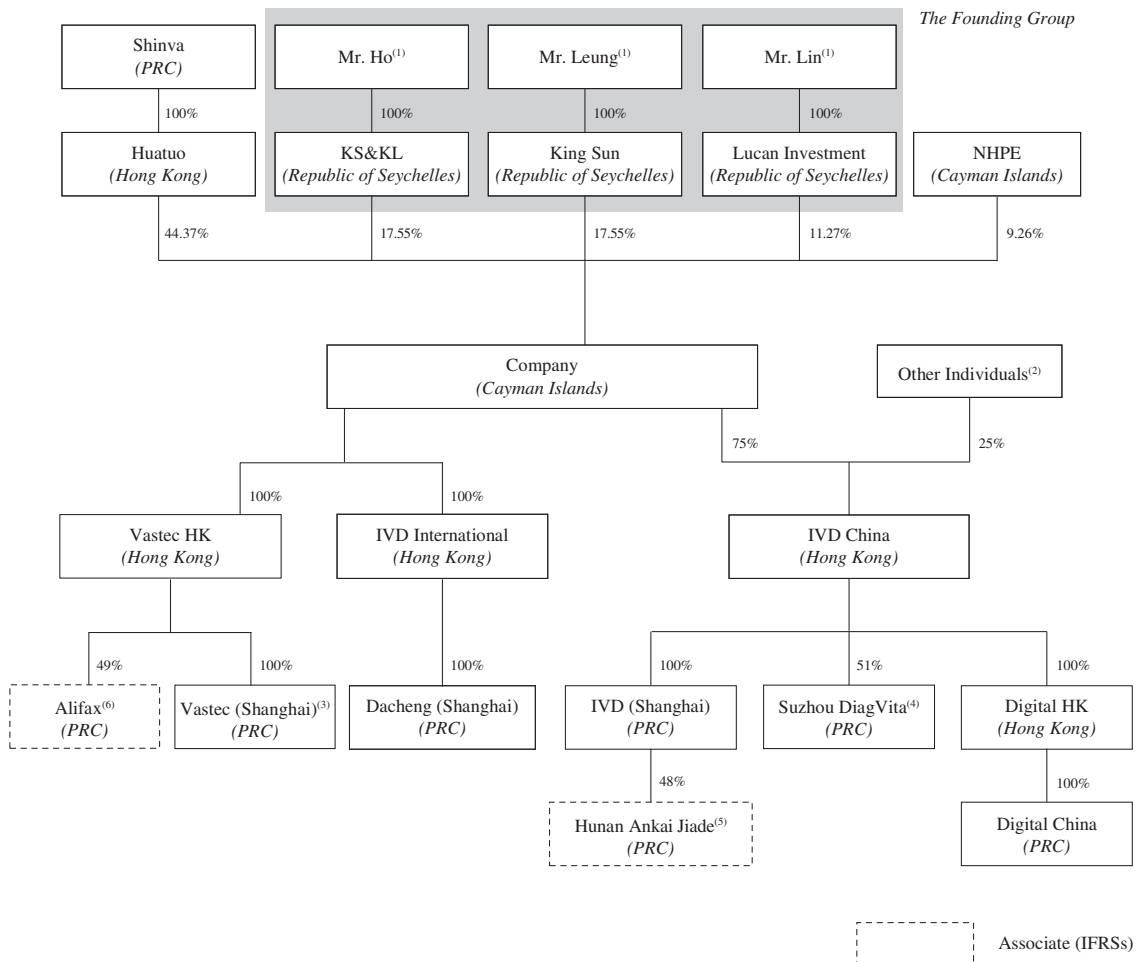 The Founding Group
Shinva
(PRC)
Mr. Ho(1)
Mr. Leung(1)
Mr. Lin(1)
100%
100%
100%
100%
Huatuo
(Hong Kong)
KS&KL
(Republic of Seychelles)
King Sun
(Republic of Seychelles)
Lucan Investment
(Republic of Seychelles)
NHPE
(Cayman Islands)
44.37%
17.55%
17.55%
11.27%
9.26%
Company
(Cayman Islands)
Other Individuals(2)
75%
25%
100%
100%
Vastec HK
(Hong Kong)
IVD International
(Hong Kong)
IVD China
(Hong Kong)
49%
100%
100%
100%
51%
100%
Alifax(6)
(PRC)
Vastec (Shanghai)(3)
(PRC)
Dacheng (Shanghai)
(PRC)
IVD (Shanghai)
(PRC)
Suzhou DiagVita(4)
(PRC)
Digital HK
(Hong Kong)
48%
100%
Hunan Ankai Jiade(5)
(PRC)
Digital China
(PRC)
Associate (IFRSs)